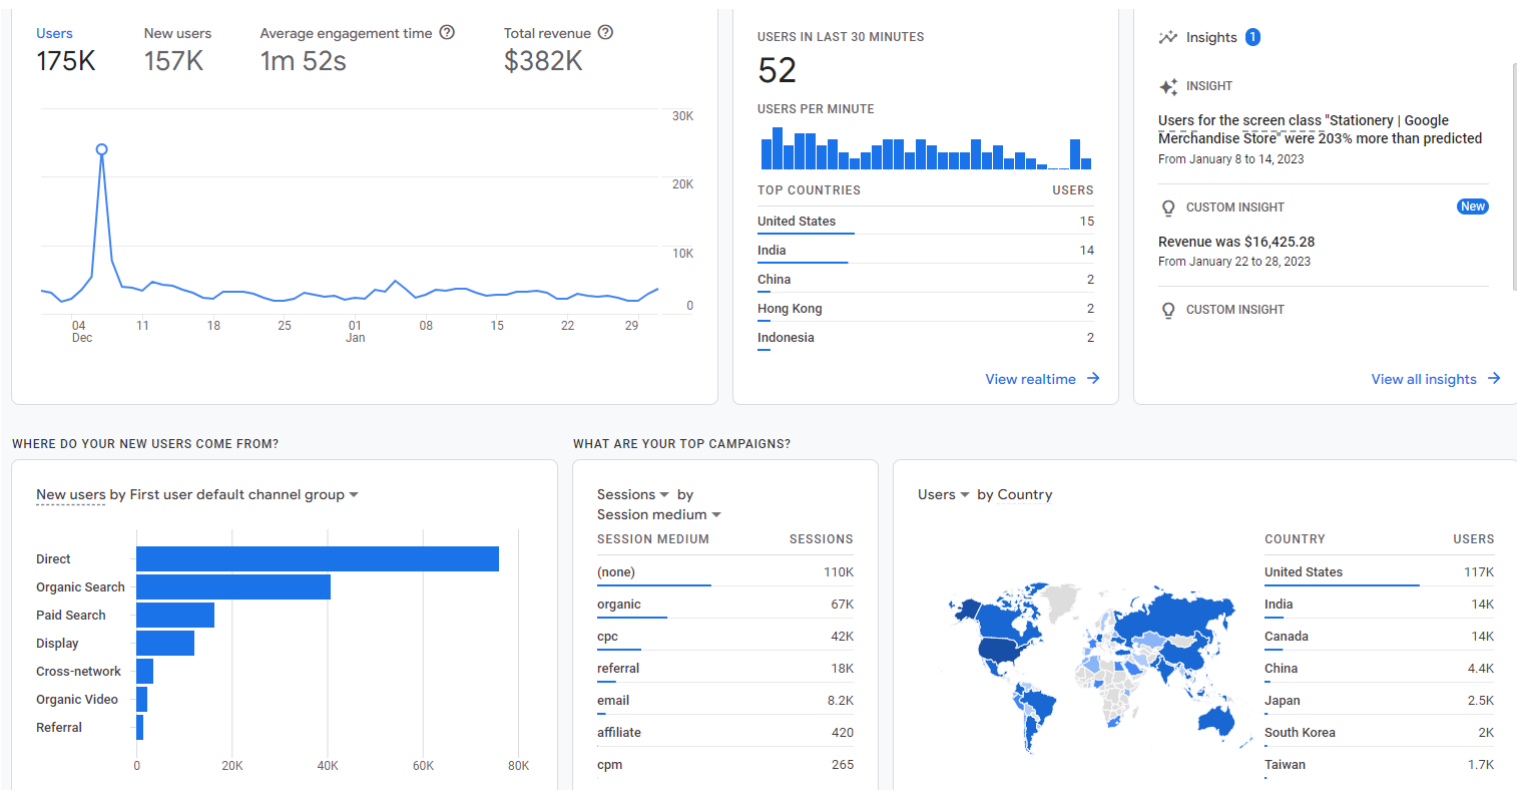 Users
175K
New users
157K
Average engagement time
1m 52s
Total revenue
$382K
30K
20K
10K
0
04
Dec
11
18
25
01
Jan
08
15
22
29
USERS IN LAST 30 MINUTES
52
USERS PER MINUTE
TOP COUNTRIES USERS
United States 15
India 14
China 2
Hong Kong 2
Indonesia 2
View realtime
Insights 1
INSIGHT
Users for the screen class "Stationery | Google
Merchandise Store" were 203% more than predicted
From January 8 to 14, 2023
CUSTOM INSIGHT New
Revenue was $16,425.28
From January 22 to 28, 2023
CUSTOM INSIGHT
View all insights
WHERE DO YOUR NEW USERS COME FROM?
New users by First user default channel group
Direct
Organic Search
Paid Search
Display
Cross-network
Organic Video
Referral
0 20K 40K 60K 80K
WHAT ARE YOUR TOP CAMPAIGNS?
Sessions by
Session medium
SESSION MEDIUM SESSIONS
(none) 110K
organic 67K
cpc 42K
referral 18K
email 8.2K
affiliate 420
cpm 265
Users by Country
COUNTRY USERS
United States 117K
India 14K
Canada 14K
China 4.4K
Japan 2.5K
South Korea 2K
Taiwan 1.7K